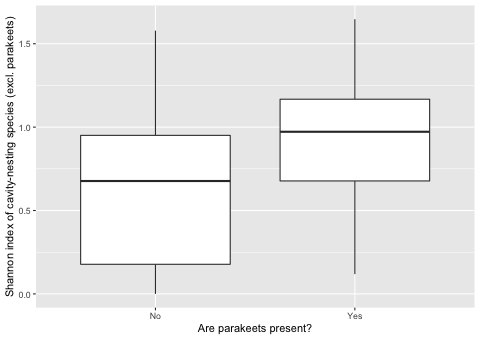 Shannon index of cavity-nesting species (excl. parakeets)
1.5
1.0
0.5
0.0
No
Yes
Are parakeets present?